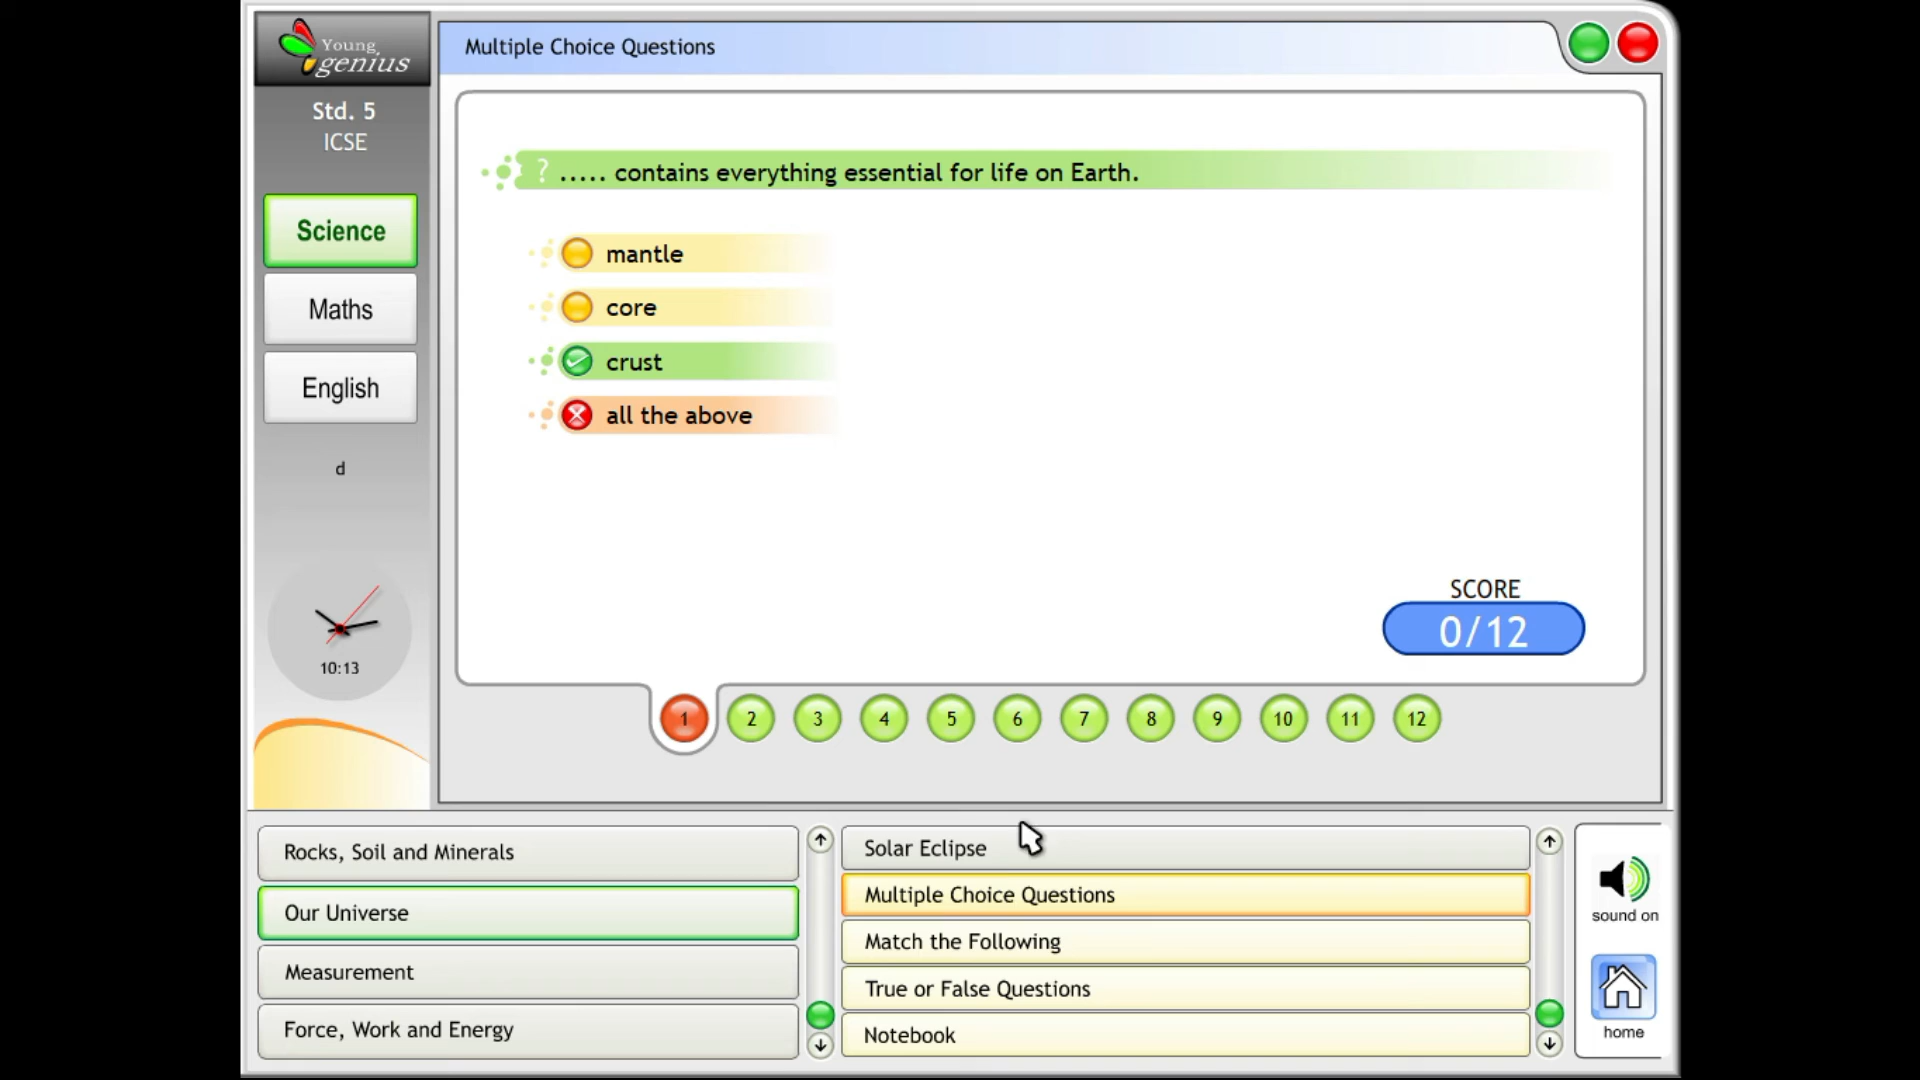 Young
genius
Std. 5
ICSE
Science
Maths
English
d
10:13
Multiple Choice Questions
? ..... contains everything essential for life on Earth.
mantle
core
crust
all the above
SCORE
0/12
1 2 3 4 5 6 7 8 9 10 11 12
Rocks, Soil and Minerals
Our Universe
Measurement
Force, Work and Energy
Solar Eclipse
Multiple Choice Questions
Match the Following
True or False Questions
Notebook
sound on
home